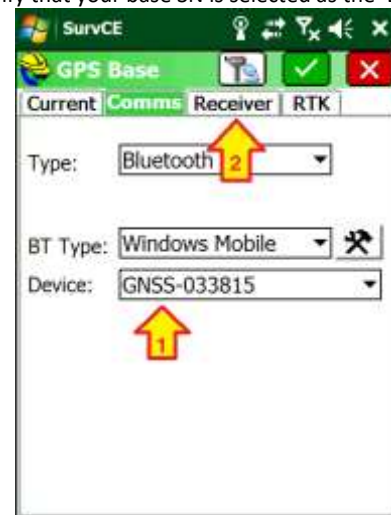 ify that your base SN is selected as the 'D
SurvCE
GPS Base
Current Comms Receiver RTK
Type: Bluetooth
2
BT Type: Windows Mobile
Device: GNSS-033815
1